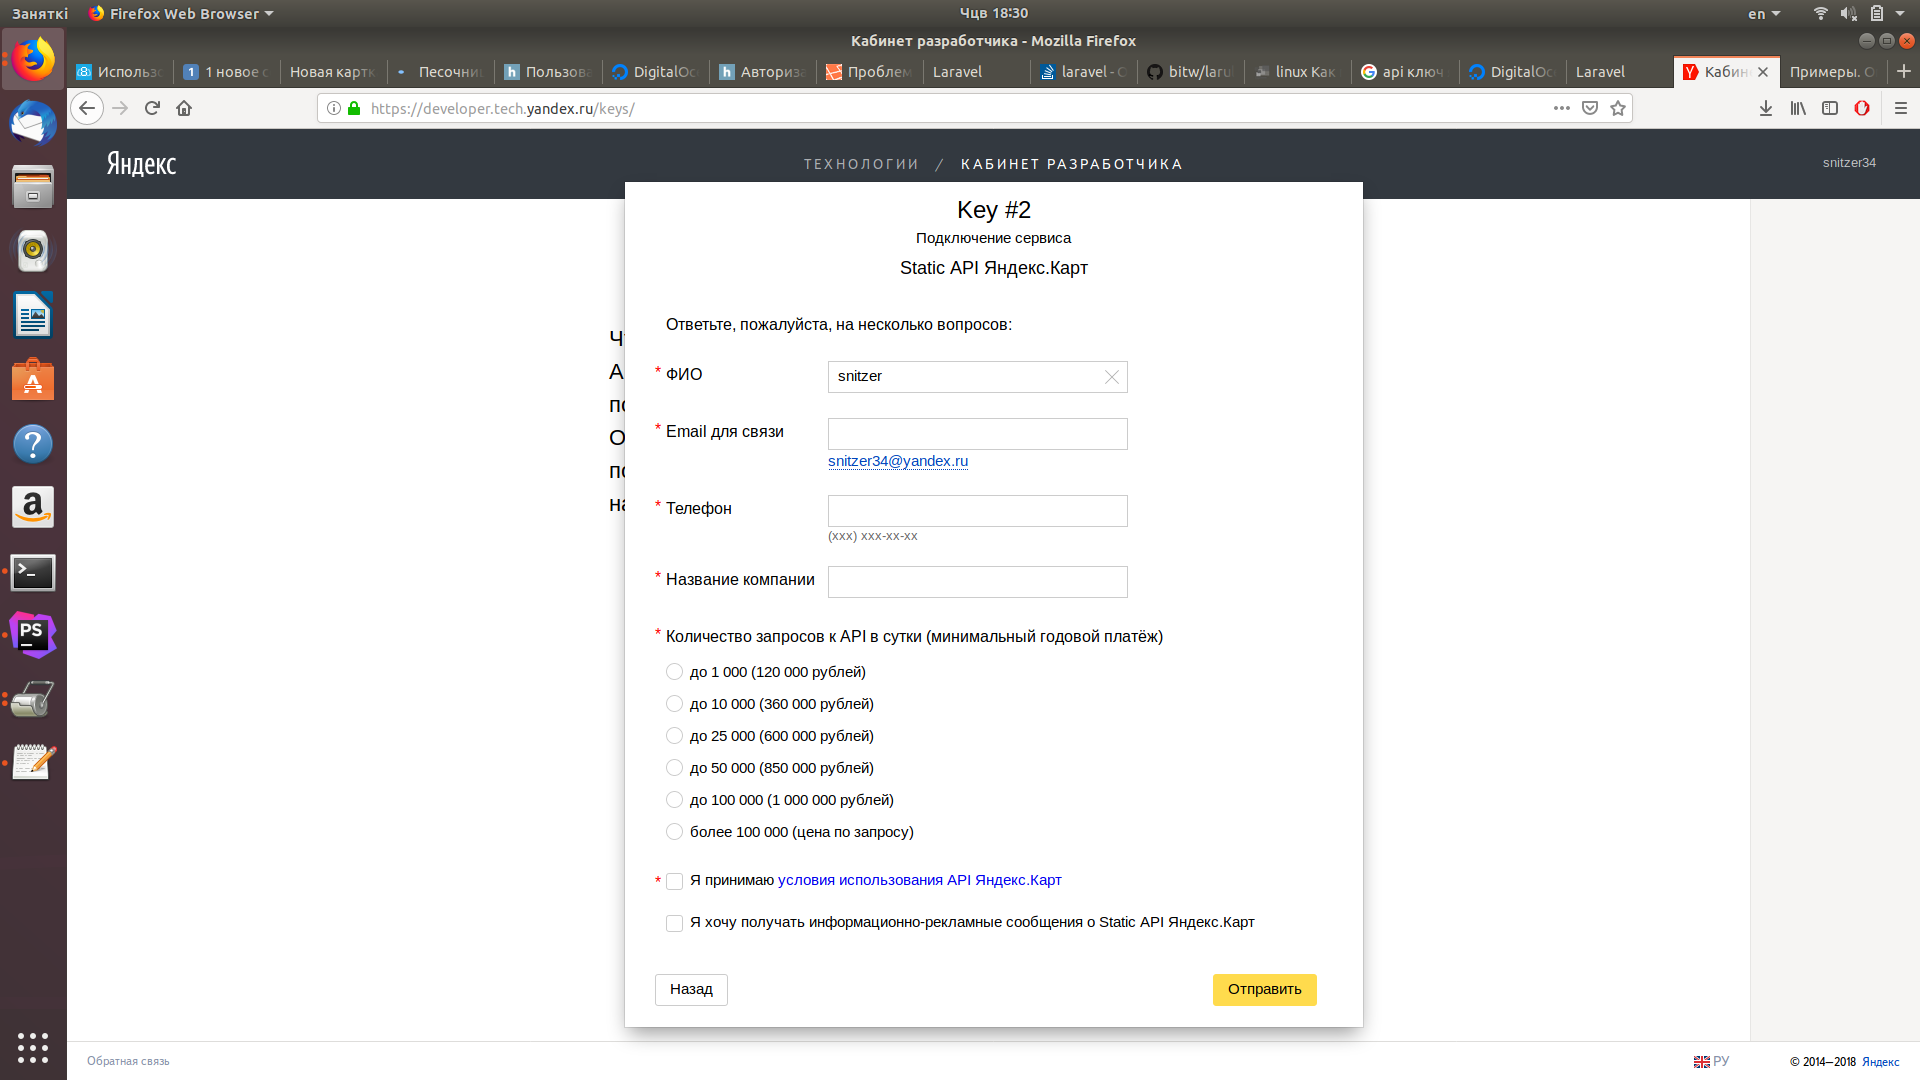 Заняткі
Firefox Web Browser
Чцв 18:30
en
Кабинет разработчика - Mozilla Firefox
Использо
1 новое с
Новая картк
Песочни
Пользова
DigitalOc
Авториза
Проблем
Laravel
laravel - О
bitw/laru
linux Как
api ключ
DigitalOc
Laravel
Кабин
Примеры. О
https://developer.tech.yandex.ru/keys/
Яндекс
ТЕХНОЛОГИИ / КАБИНЕТ РАЗРАБОТЧИКА
snitzer34
Key #2
Подключение сервиса
Static API Яндекс.Карт
Ответьте, пожалуйста, на несколько вопросов:
* ФИО
snitzer
* Email для связи
snitzer34@yandex.ru
* Телефон
(xxx) xxx-xx-xx
* Название компании
* Количество запросов к API в сутки (минимальный годовой платёж)
до 1 000 (120 000 рублей)
до 10 000 (360 000 рублей)
до 25 000 (600 000 рублей)
до 50 000 (850 000 рублей)
до 100 000 (1 000 000 рублей)
более 100 000 (цена по запросу)
* Я принимаю условия использования API Яндекс.Карт
Я хочу получать информационно-рекламные сообщения о Static API Яндекс.Карт
Назад
Отправить
Обратная связь
РУ
© 2014—2018 Яндекс